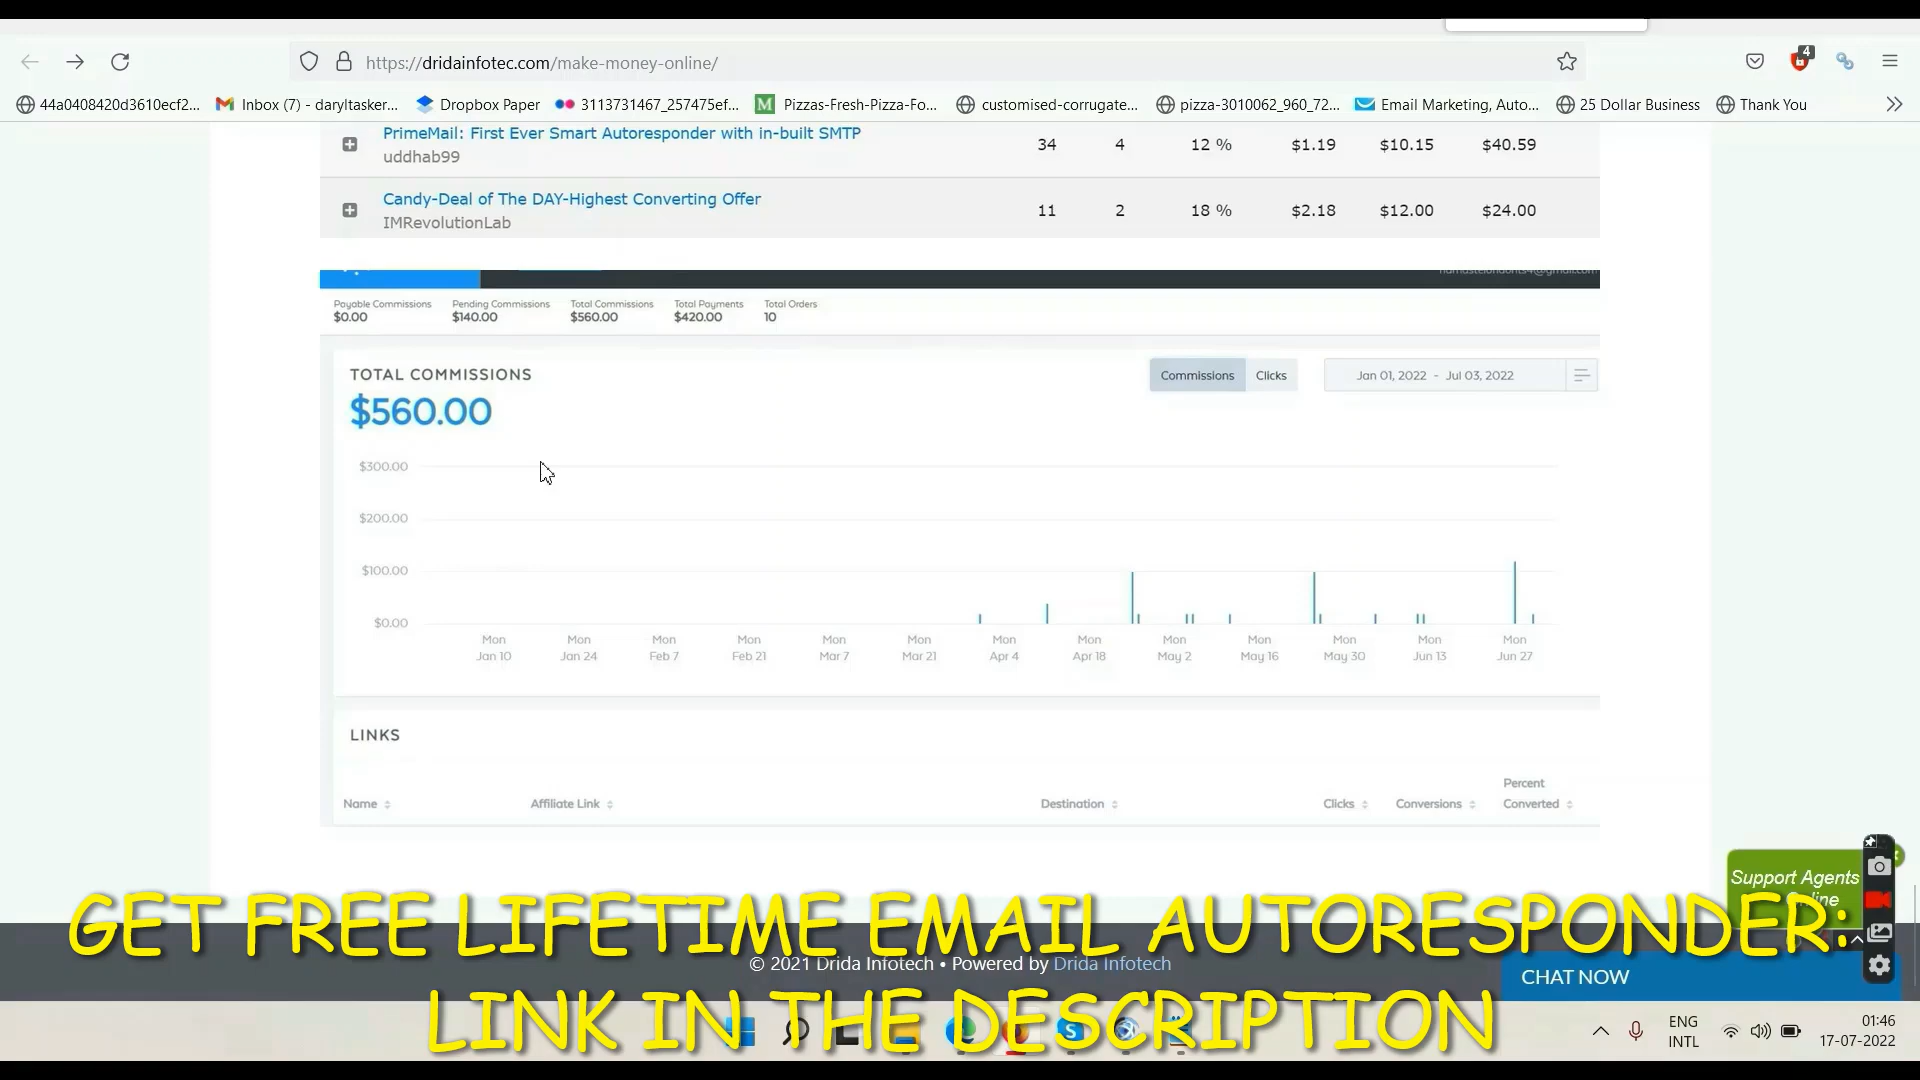 https://dridainfotec.com/make-money-online/
4
44a0408420d3610ecf2... Inbox (7) - daryltasker... Dropbox Paper 3113731467_257475ef... Pizzas-Fresh-Pizza-Fo... customised-corrugate... pizza-3010062_960_72... Email Marketing, Auto... 25 Dollar Business Thank You
PrimeMail: First Ever Smart Autoresponder with in-built SMTP 34 4 12 % $1.19 $10.15 $40.59
uddhab99
Candy-Deal of The DAY-Highest Converting Offer 11 2 18 % $2.18 $12.00 $24.00
IMRevolutionLab
Payable Commissions Pending Commissions Total Commissions Total Payments Total Orders
$0.00 $140.00 $560.00 $420.00 10
TOTAL COMMISSIONS Commissions Clicks Jan 01, 2022 - Jul 03, 2022
$560.00
$300.00
$200.00
$100.00
$0.00
Mon Mon Mon Mon Mon Mon Mon Mon Mon Mon Mon Mon Mon
Jan 10 Jan 24 Feb 7 Feb 21 Mar 7 Mar 21 Apr 4 Apr 18 May 2 May 16 May 30 Jun 13 Jun 27
LINKS
Percent
Name Affiliate Link Destination Clicks Conversions Converted
Support Agents
GET FREE LIFETIME EMAIL AUTORESPONDER:
© 2021 Drida Infotech • Powered by Drida Infotech
CHAT NOW
LINK IN THE DESCRIPTION
ENG 01:46
INTL 17-07-2022